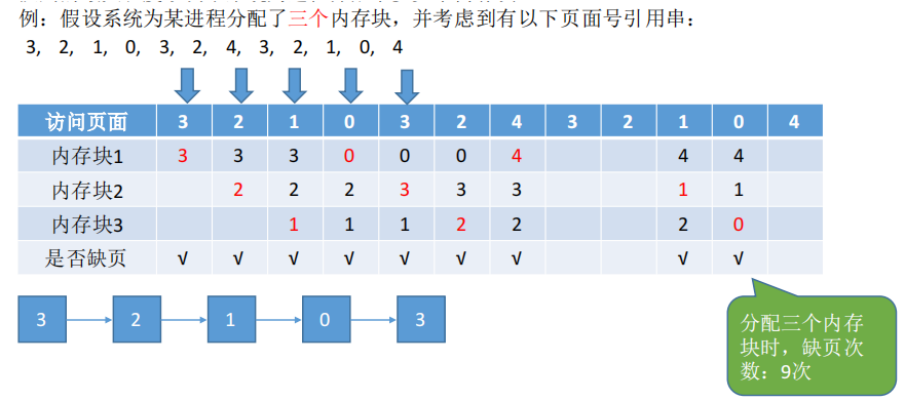 例：假设系统为某进程分配了三个内存块，并考虑到有以下页面号引用串：
3, 2, 1, 0, 3, 2, 4, 3, 2, 1, 0, 4
访问页面 3 2 1 0 3 2 4 3 2 1 0 4
内存块1 3 3 3 0 0 0 4 4 4
内存块2 2 2 2 3 3 3 1 1
内存块3 1 1 1 2 2 2 0
是否缺页 √ √ √ √ √ √ √ √ √
3 2 1 0 3
分配三个内存
块时，缺页次
数：9次